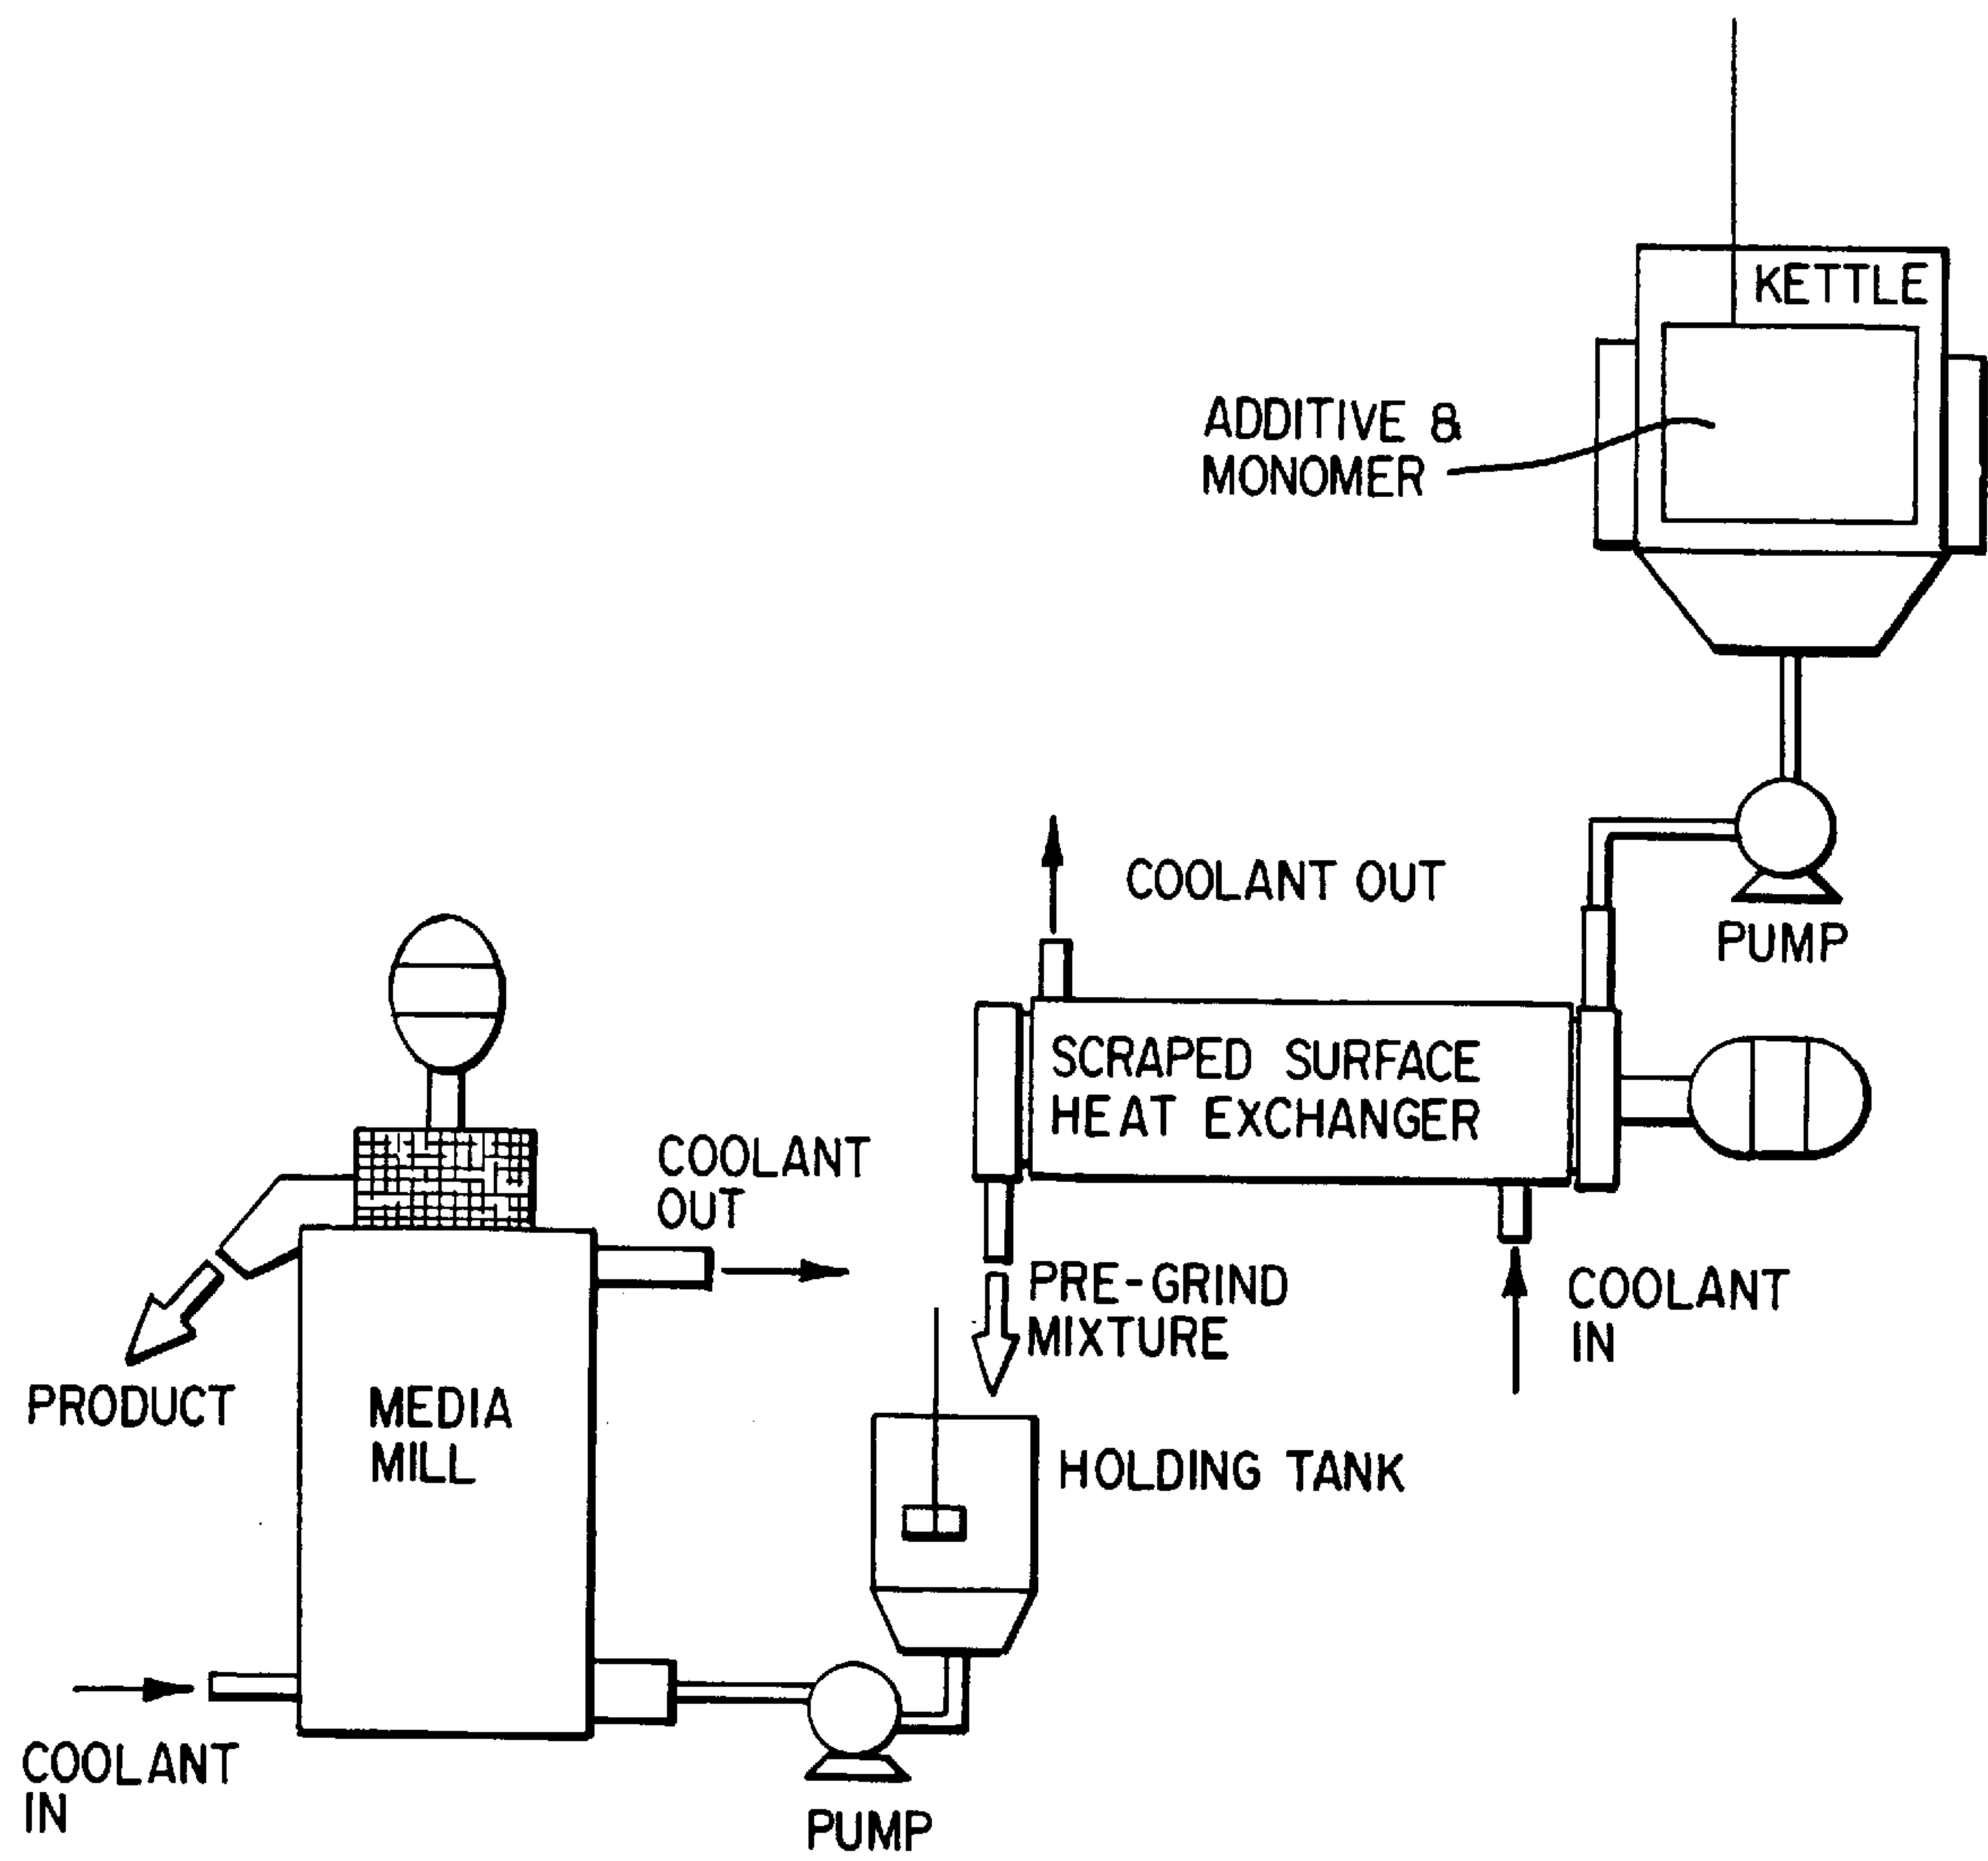 KETTLE
ADDITIVE &
MONOMER
PUMP
COOLANT OUT
SCRAPED SURFACE
HEAT EXCHANGER
COOLANT
OUT
PRE-GRIND
MIXTURE
COOLANT
IN
PRODUCT
MEDIA
MILL
HOLDING TANK
COOLANT
IN
PUMP